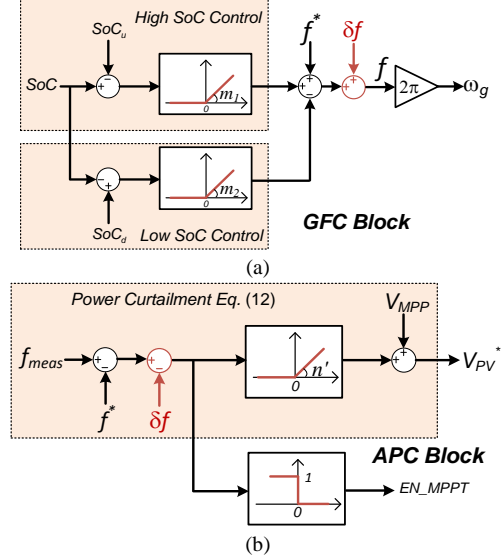 High SoC Control
SoC_u
SoC
+
−
0
m_1
f^*
+
+
−
δf
+
+
f
2π
ω_g
−
+
0
m_2
SoC_d
Low SoC Control
GFC Block
(a)
Power Curtailment Eq. (12)
V_MPP
f_meas
+
−
+
−
0
n'
+
+
V_PV^*
f^*
δf
APC Block
1
0
EN_MPPT
(b)